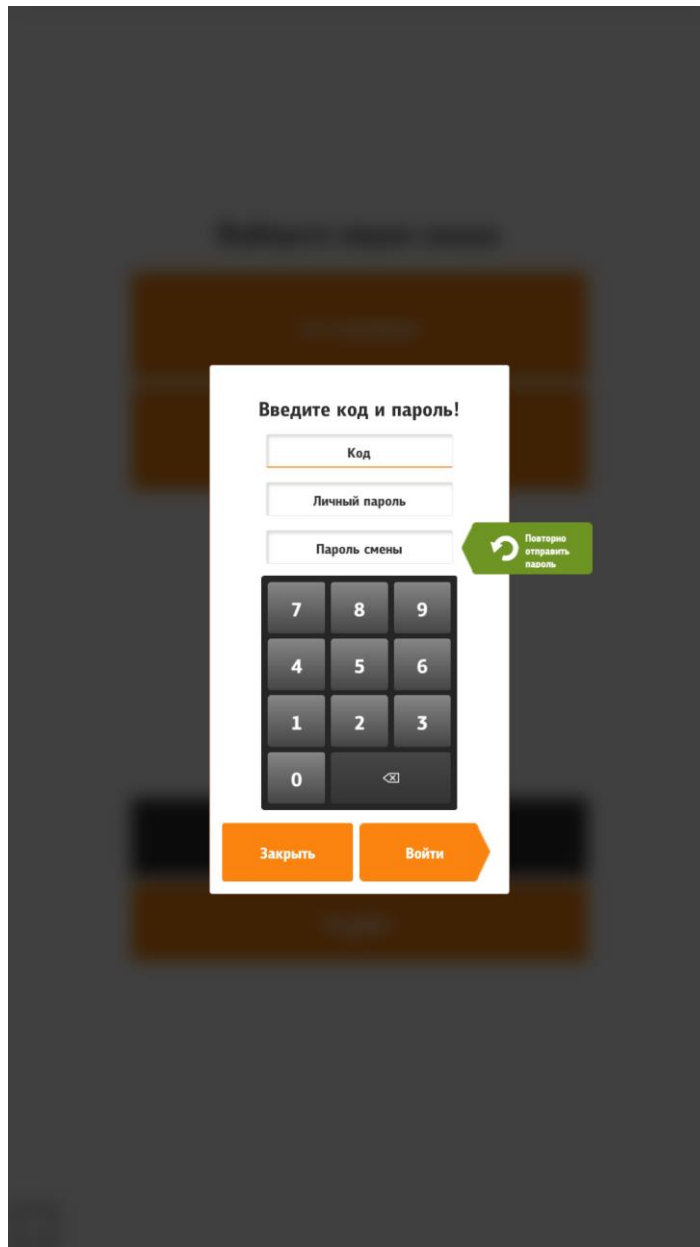 Введите код и пароль!
Код
Личный пароль
Пароль смены
Повторно
отправить
пароль
7 8 9
4 5 6
1 2 3
0
Закрыть Войти